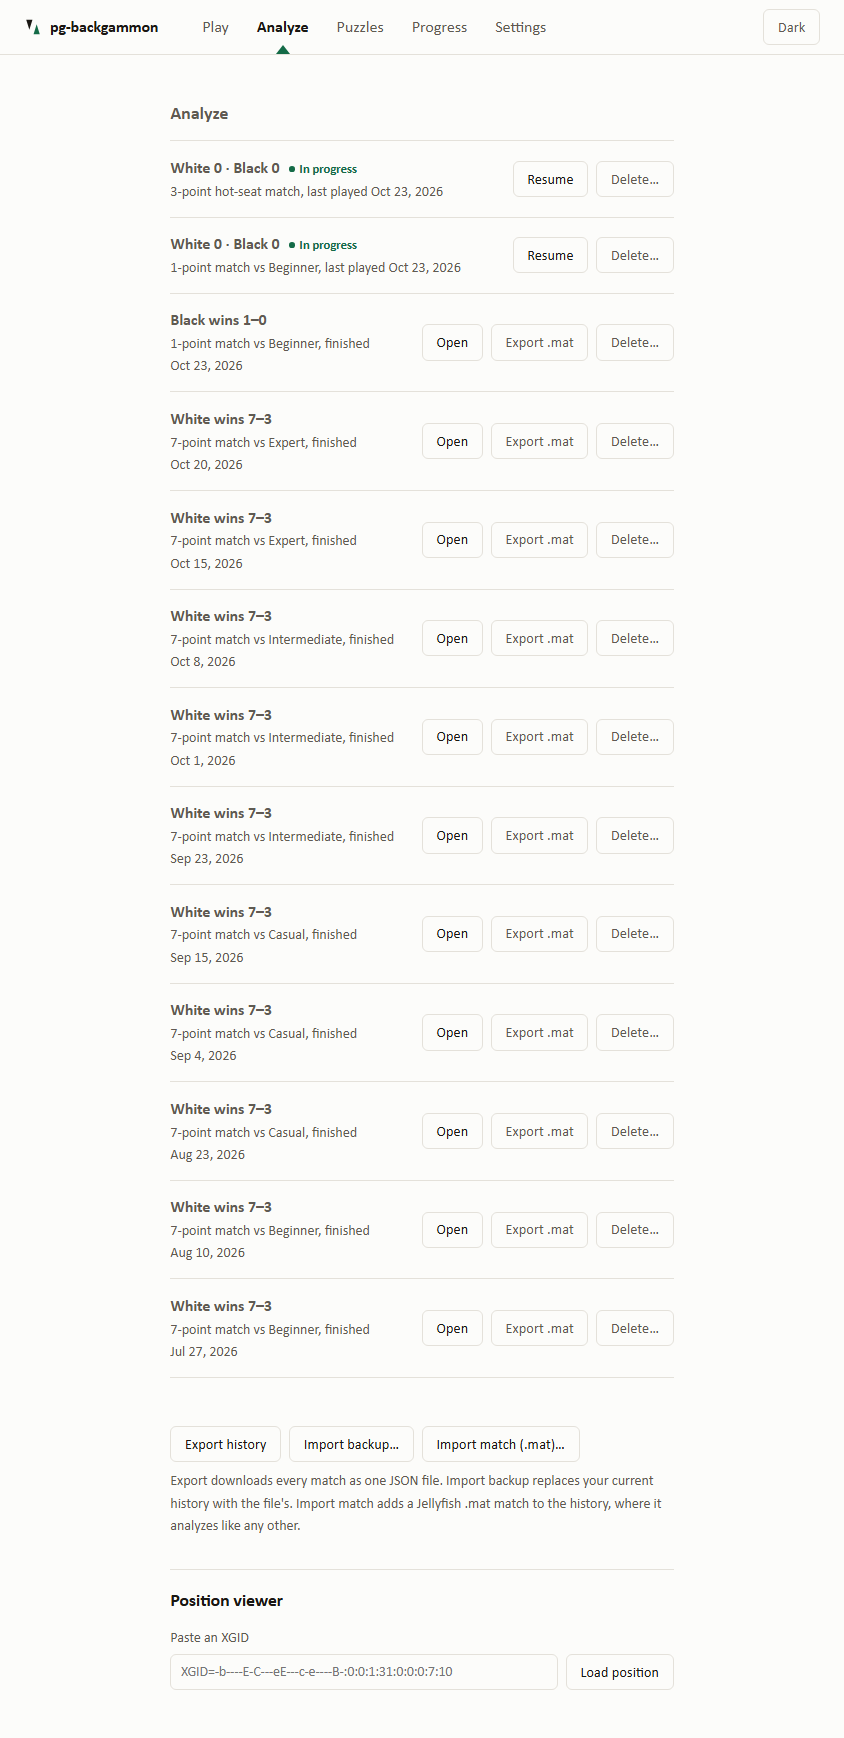 pg-backgammon Play Analyze Puzzles Progress Settings Dark
Analyze
White 0 · Black 0 In progress
3-point hot-seat match, last played Oct 23, 2026
Resume Delete...
White 0 · Black 0 In progress
1-point match vs Beginner, last played Oct 23, 2026
Resume Delete...
Black wins 1–0
1-point match vs Beginner, finished
Oct 23, 2026
Open Export .mat Delete...
White wins 7–3
7-point match vs Expert, finished
Oct 20, 2026
Open Export .mat Delete...
White wins 7–3
7-point match vs Expert, finished
Oct 15, 2026
Open Export .mat Delete...
White wins 7–3
7-point match vs Intermediate, finished
Oct 8, 2026
Open Export .mat Delete...
White wins 7–3
7-point match vs Intermediate, finished
Oct 1, 2026
Open Export .mat Delete...
White wins 7–3
7-point match vs Intermediate, finished
Sep 23, 2026
Open Export .mat Delete...
White wins 7–3
7-point match vs Casual, finished
Sep 15, 2026
Open Export .mat Delete...
White wins 7–3
7-point match vs Casual, finished
Sep 4, 2026
Open Export .mat Delete...
White wins 7–3
7-point match vs Casual, finished
Aug 23, 2026
Open Export .mat Delete...
White wins 7–3
7-point match vs Beginner, finished
Aug 10, 2026
Open Export .mat Delete...
White wins 7–3
7-point match vs Beginner, finished
Jul 27, 2026
Open Export .mat Delete...
Export history Import backup... Import match (.mat)...
Export downloads every match as one JSON file. Import backup replaces your current
history with the file's. Import match adds a Jellyfish .mat match to the history, where it
analyzes like any other.
Position viewer
Paste an XGID
XGID=-b----E-C---eE---c-e----B-:0:0:1:31:0:0:0:7:10 Load position